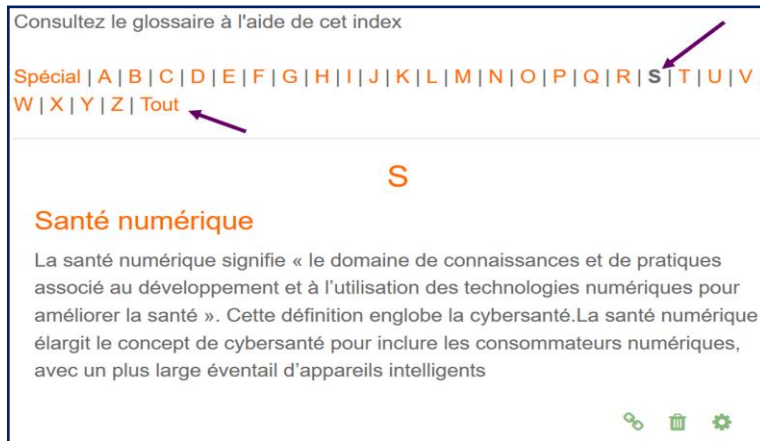 Consultez le glossaire à l'aide de cet index
Spécial | A | B | C | D | E | F | G | H | I | J | K | L | M | N | O | P | Q | R | S | T | U | V
W | X | Y | Z | Tout
S
Santé numérique
La santé numérique signifie « le domaine de connaissances et de pratiques
associé au développement et à l'utilisation des technologies numériques pour
améliorer la santé ». Cette définition englobe la cybersanté.La santé numérique
élargit le concept de cybersanté pour inclure les consommateurs numériques,
avec un plus large éventail d'appareils intelligents